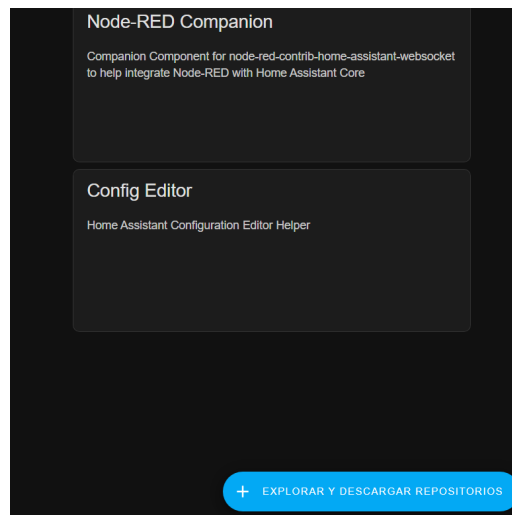 Node-RED Companion
Companion Component for node-red-contrib-home-assistant-websocket
to help integrate Node-RED with Home Assistant Core
Config Editor
Home Assistant Configuration Editor Helper
+ EXPLORAR Y DESCARGAR REPOSITORIOS